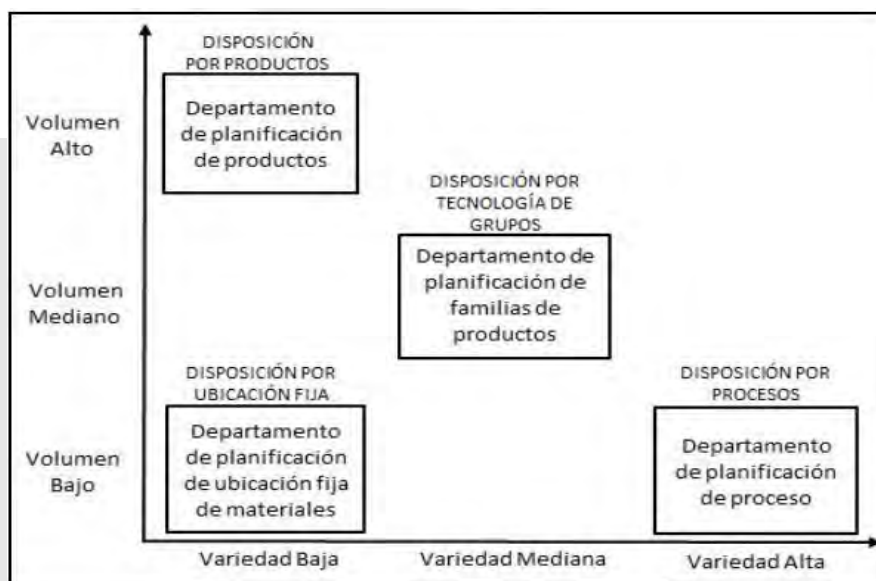 DISPOSICIÓN
POR PRODUCTOS
Departamento
de planificación
de productos
Volumen
Alto
DISPOSICIÓN POR
TECNOLOGÍA DE
GRUPOS
Departamento de
planificación de
familias de
productos
Volumen
Mediano
DISPOSICIÓN POR
UBICACIÓN FIJA
Departamento
de planificación
de ubicación fija
de materiales
DISPOSICIÓN POR
PROCESOS
Departamento
de planificación
de proceso
Volumen
Bajo
Variedad Baja
Variedad Mediana
Variedad Alta